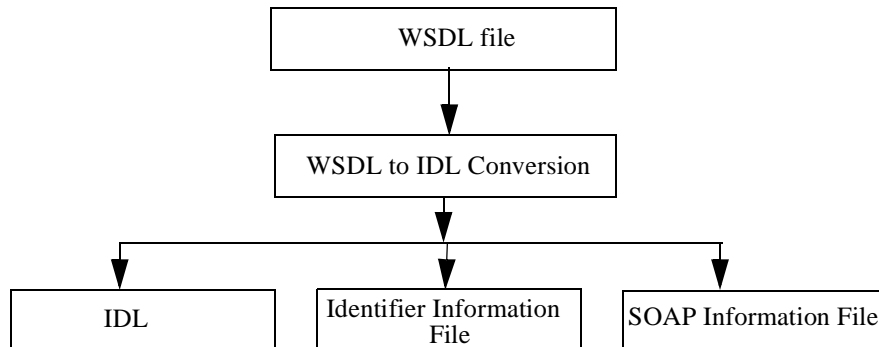 WSDL file
WSDL to IDL Conversion
IDL
Identifier Information
File
SOAP Information File